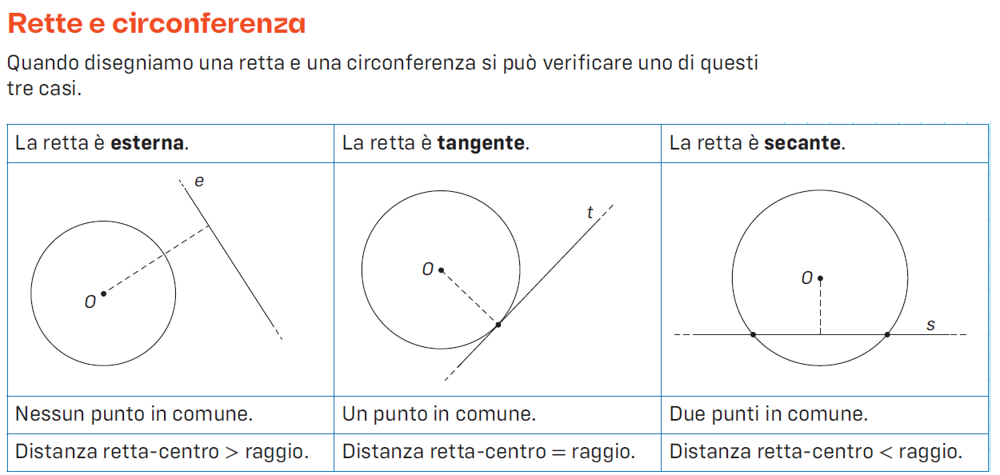 Rette e circonferenza
Quando disegniamo una retta e una circonferenza si può verificare uno di questi
tre casi.
La retta è esterna.
La retta è tangente.
La retta è secante.
e
O
t
O
O
s
Nessun punto in comune.
Un punto in comune.
Due punti in comune.
Distanza retta-centro > raggio.
Distanza retta-centro = raggio.
Distanza retta-centro < raggio.